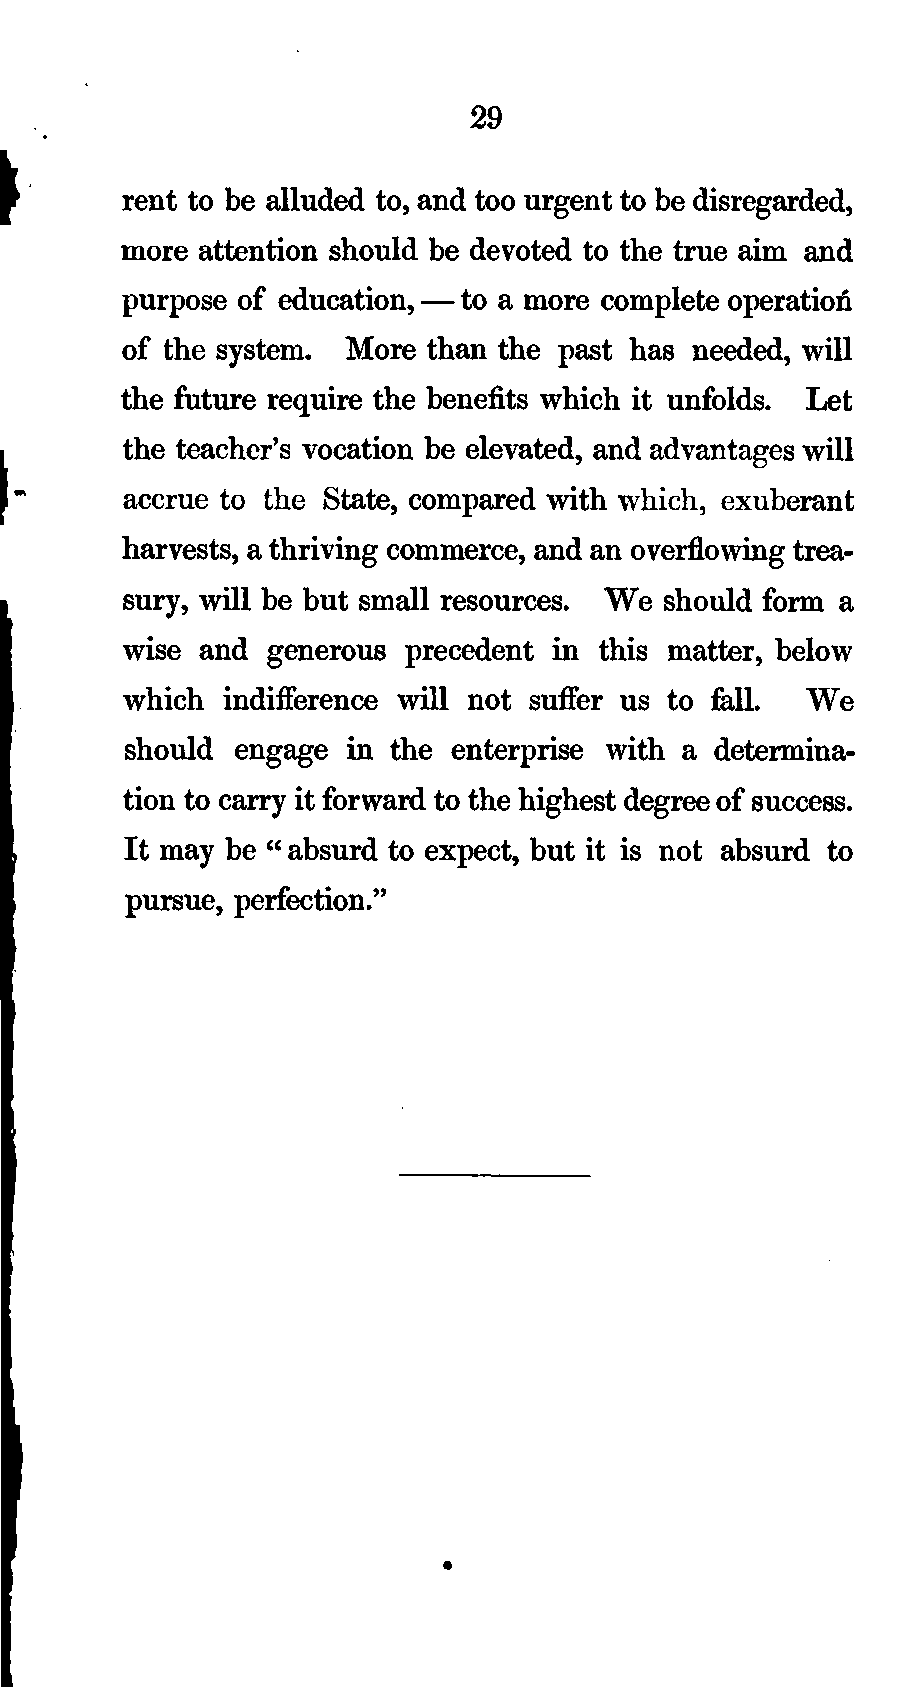 29
rent to be alluded to, and too urgent to be disregarded,
more attention should be devoted to the true aim and
purpose of education, — to a more complete operation
of the system. More than the past has needed, will
the future require the benefits which it unfolds. Let
the teacher's vocation be elevated, and advantages will
accrue to the State, compared with which, exuberant
harvests, a thriving commerce, and an overflowing trea-
sury, will be but small resources. We should form a
wise and generous precedent in this matter, below
which indifference will not suffer us to fall. We
should engage in the enterprise with a determina-
tion to carry it forward to the highest degree of success.
It may be “ absurd to expect, but it is not absurd to
pursue, perfection.”